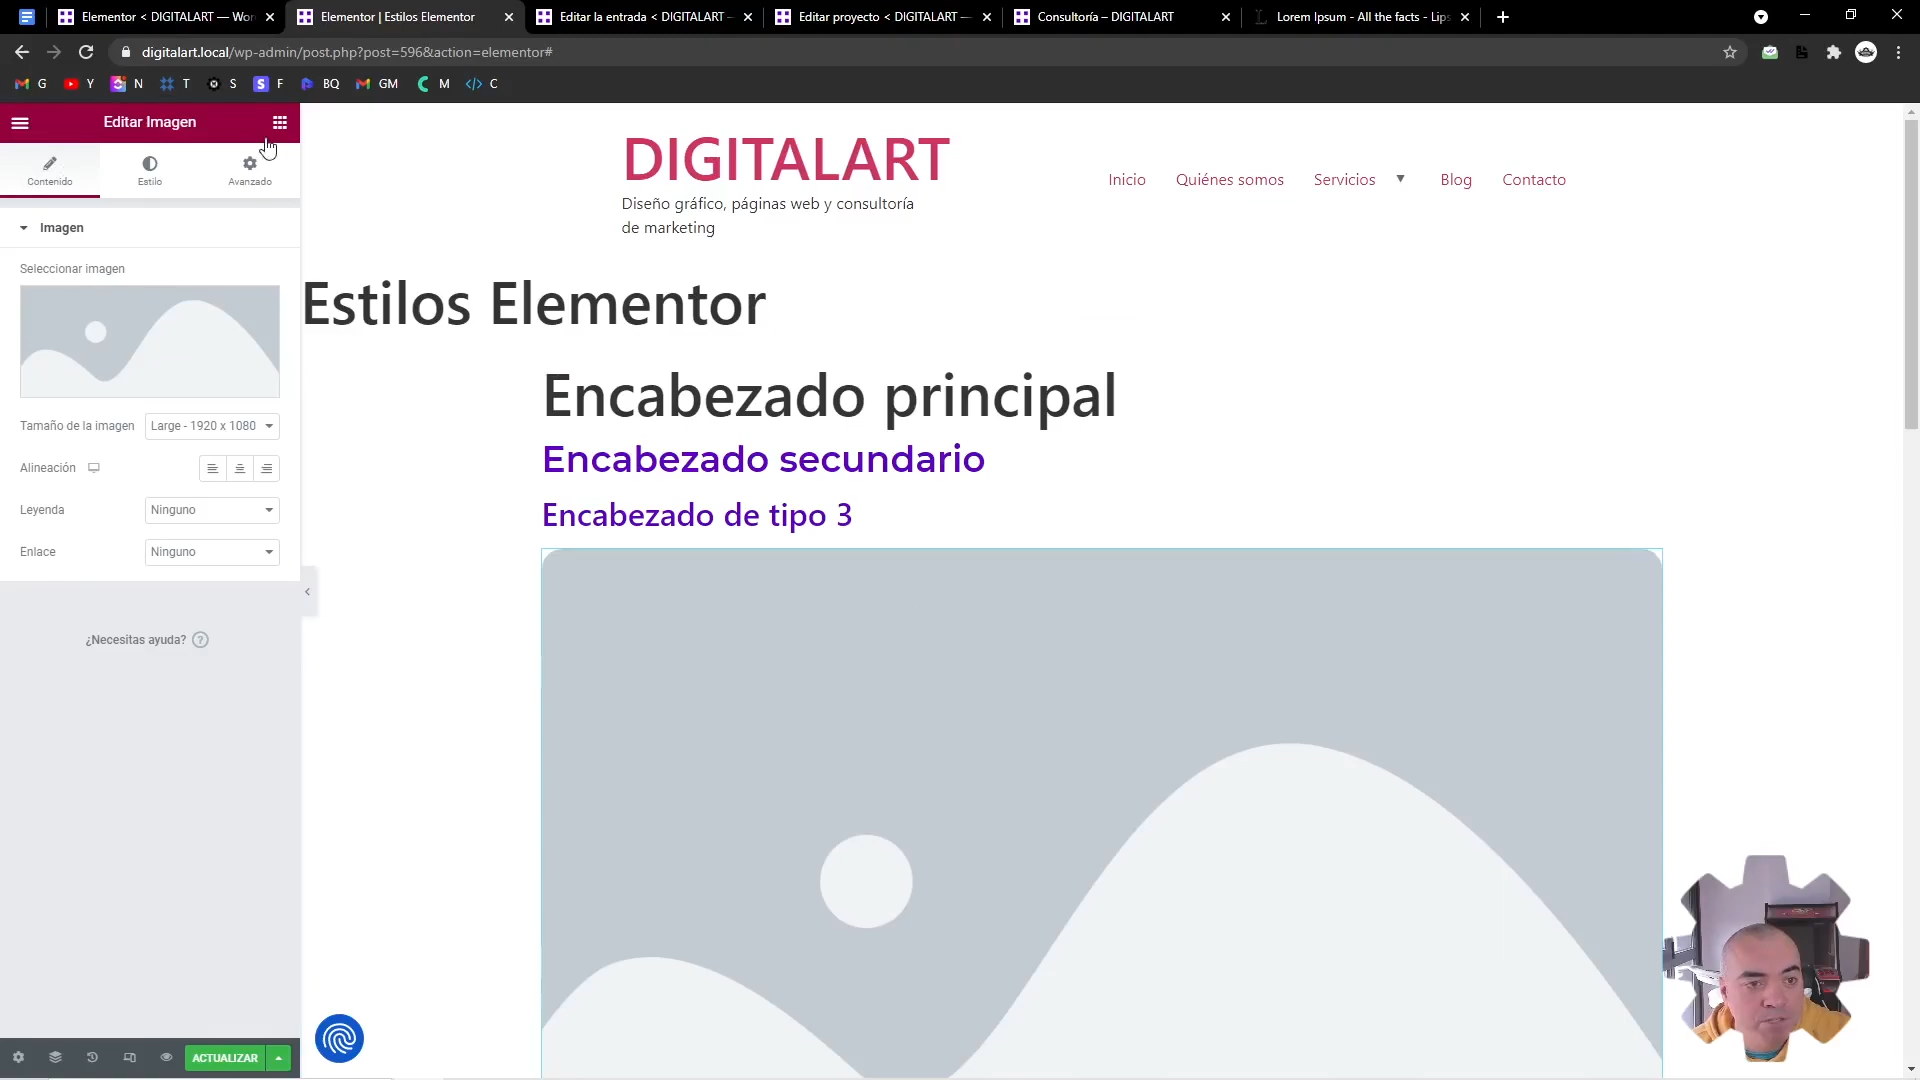 Elementor < DIGITALART — Wor
Elementor | Estilos Elementor
Editar la entrada < DIGITALART —
Editar proyecto < DIGITALART —
Consultoría – DIGITALART
Lorem Ipsum - All the facts - Lips
digitalart.local/wp-admin/post.php?post=596&action=elementor#
G
Y
N
T
S
F
BQ
GM
M
C
Editar Imagen
Contenido
Estilo
Avanzado
Imagen
Seleccionar imagen
Tamaño de la imagen
Large - 1920 x 1080
Alineación
Leyenda
Ninguno
Enlace
Ninguno
¿Necesitas ayuda? ?
ACTUALIZAR
DIGITALART
Diseño gráfico, páginas web y consultoría
de marketing
Inicio
Quiénes somos
Servicios
Blog
Contacto
Estilos Elementor
Encabezado principal
Encabezado secundario
Encabezado de tipo 3